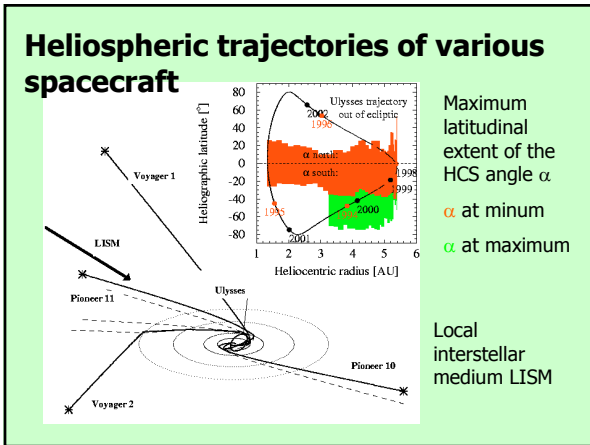 Heliospheric trajectories of various
spacecraft
80
60
40
20
0
-20
-40
-60
-80
Heliographic latitude [°]
Ulysses trajectory
out of ecliptic
2002
1996
α north:
α south:
1998
1999
1995
1994
2000
2001
1 2 3 4 5 6
Heliocentric radius [AU]
Maximum
latitudinal
extent of the
HCS angle α
α at minum
α at maximum
Voyager 1
LISM
Pioneer 11
Ulysses
Pioneer 10
Voyager 2
Local
interstellar
medium LISM